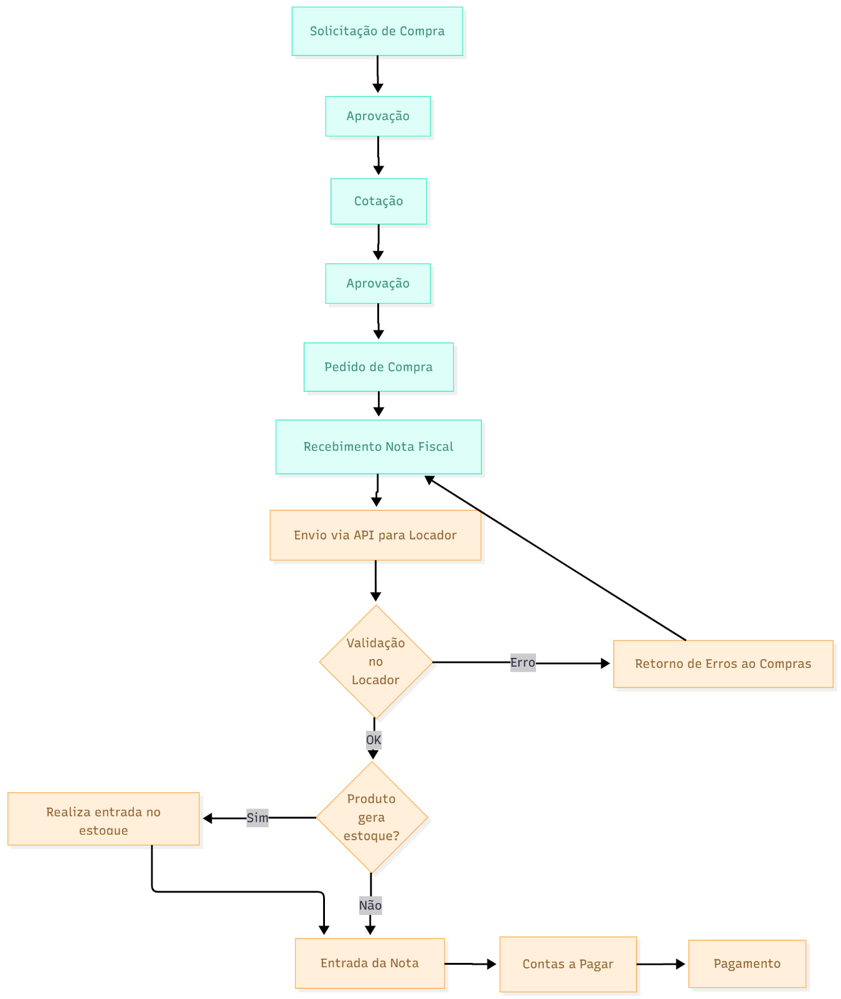 Solicitação de Compra
Aprovação
Cotação
Aprovação
Pedido de Compra
Recebimento Nota Fiscal
Envio via API para Locador
Validação
no
Locador
Erro
Retorno de Erros ao Compras
OK
Produto
gera
estoque?
Sim
Realiza entrada no
estoque
Não
Entrada da Nota
Contas a Pagar
Pagamento